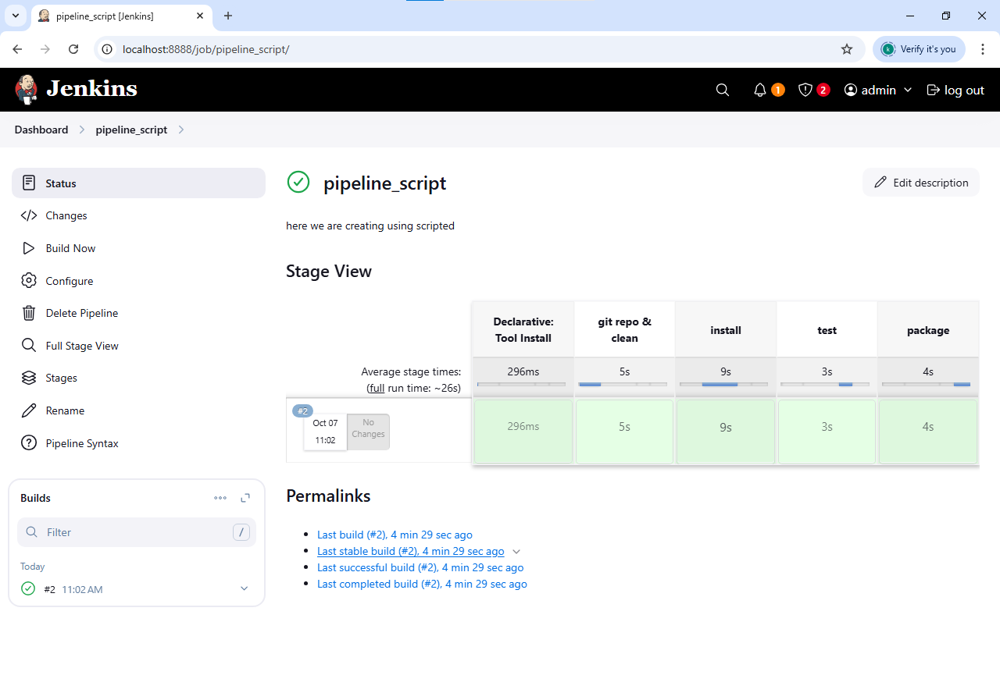 pipeline_script [Jenkins]
localhost:8888/job/pipeline_script/
k Verify it's you
Jenkins
1
2
admin
log out
Dashboard
pipeline_script
Status
Changes
Build Now
Configure
Delete Pipeline
Full Stage View
Stages
Rename
Pipeline Syntax
Builds
Filter
/
Today
#2 11:02 AM
pipeline_script
Edit description
here we are creating using scripted
Stage View
Declarative:
Tool Install
git repo &
clean
install
test
package
Average stage times:
(full run time: ~26s)
296ms
5s
9s
3s
4s
#2
Oct 07
11:02
No
Changes
296ms
5s
9s
3s
4s
Permalinks
Last build (#2), 4 min 29 sec ago
Last stable build (#2), 4 min 29 sec ago
Last successful build (#2), 4 min 29 sec ago
Last completed build (#2), 4 min 29 sec ago